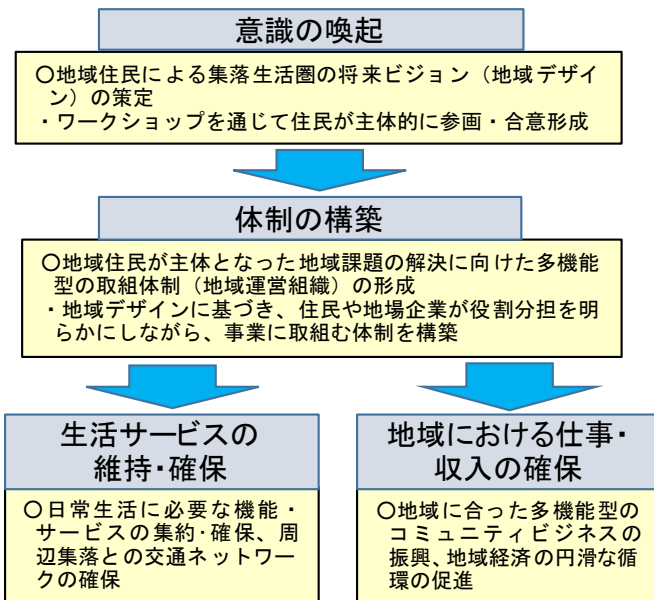 意識の喚起
〇地域住民による集落生活圏の将来ビジョン（地域デザイ
ン）の策定
・ワークショップを通じて住民が主体的に参画・合意形成
体制の構築
〇地域住民が主体となった地域課題の解決に向けた多機能
型の取組体制（地域運営組織）の形成
・地域デザインに基づき、住民や地場企業が役割分担を明
らかにしながら、事業に取組む体制を構築
生活サービスの
維持・確保
〇日常生活に必要な機能・
サービスの集約・確保、周
辺集落との交通ネットワー
クの確保
地域における仕事・
収入の確保
〇地域に合った多機能型の
コミュニティビジネスの
振興、地域経済の円滑な循
環の促進